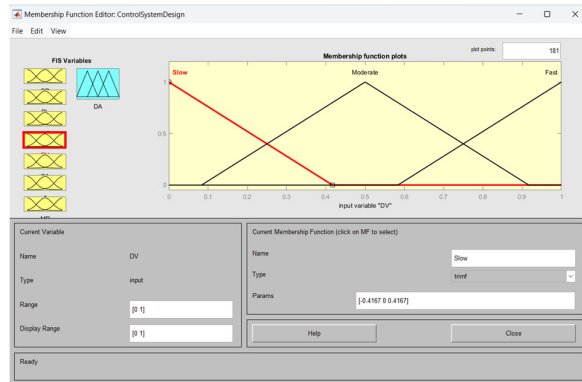 Membership Function Editor: ControlSystemDesign
File Edit View
FIS Variables
DA
Membership function plots
plot points:
181
Slow
Moderate
Fast
1
0.5
0
0 0.1 0.2 0.3 0.4 0.5 0.6 0.7 0.8 0.9 1
input variable "DV"
Current Variable
Name DV
Type input
Range [0 1]
Display Range [0 1]
Current Membership Function (click on MF to select)
Name Slow
Type trimf
Params [-0.4167 0 0.4167]
Help
Close
Ready